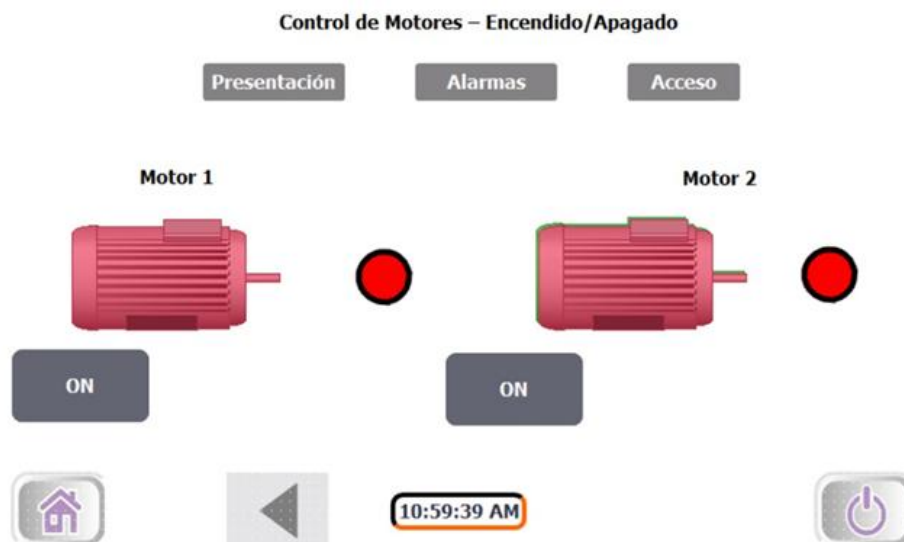 Control de Motores – Encendido/Apagado
Presentación
Alarmas
Acceso
Motor 1
Motor 2
ON
ON
10:59:39 AM